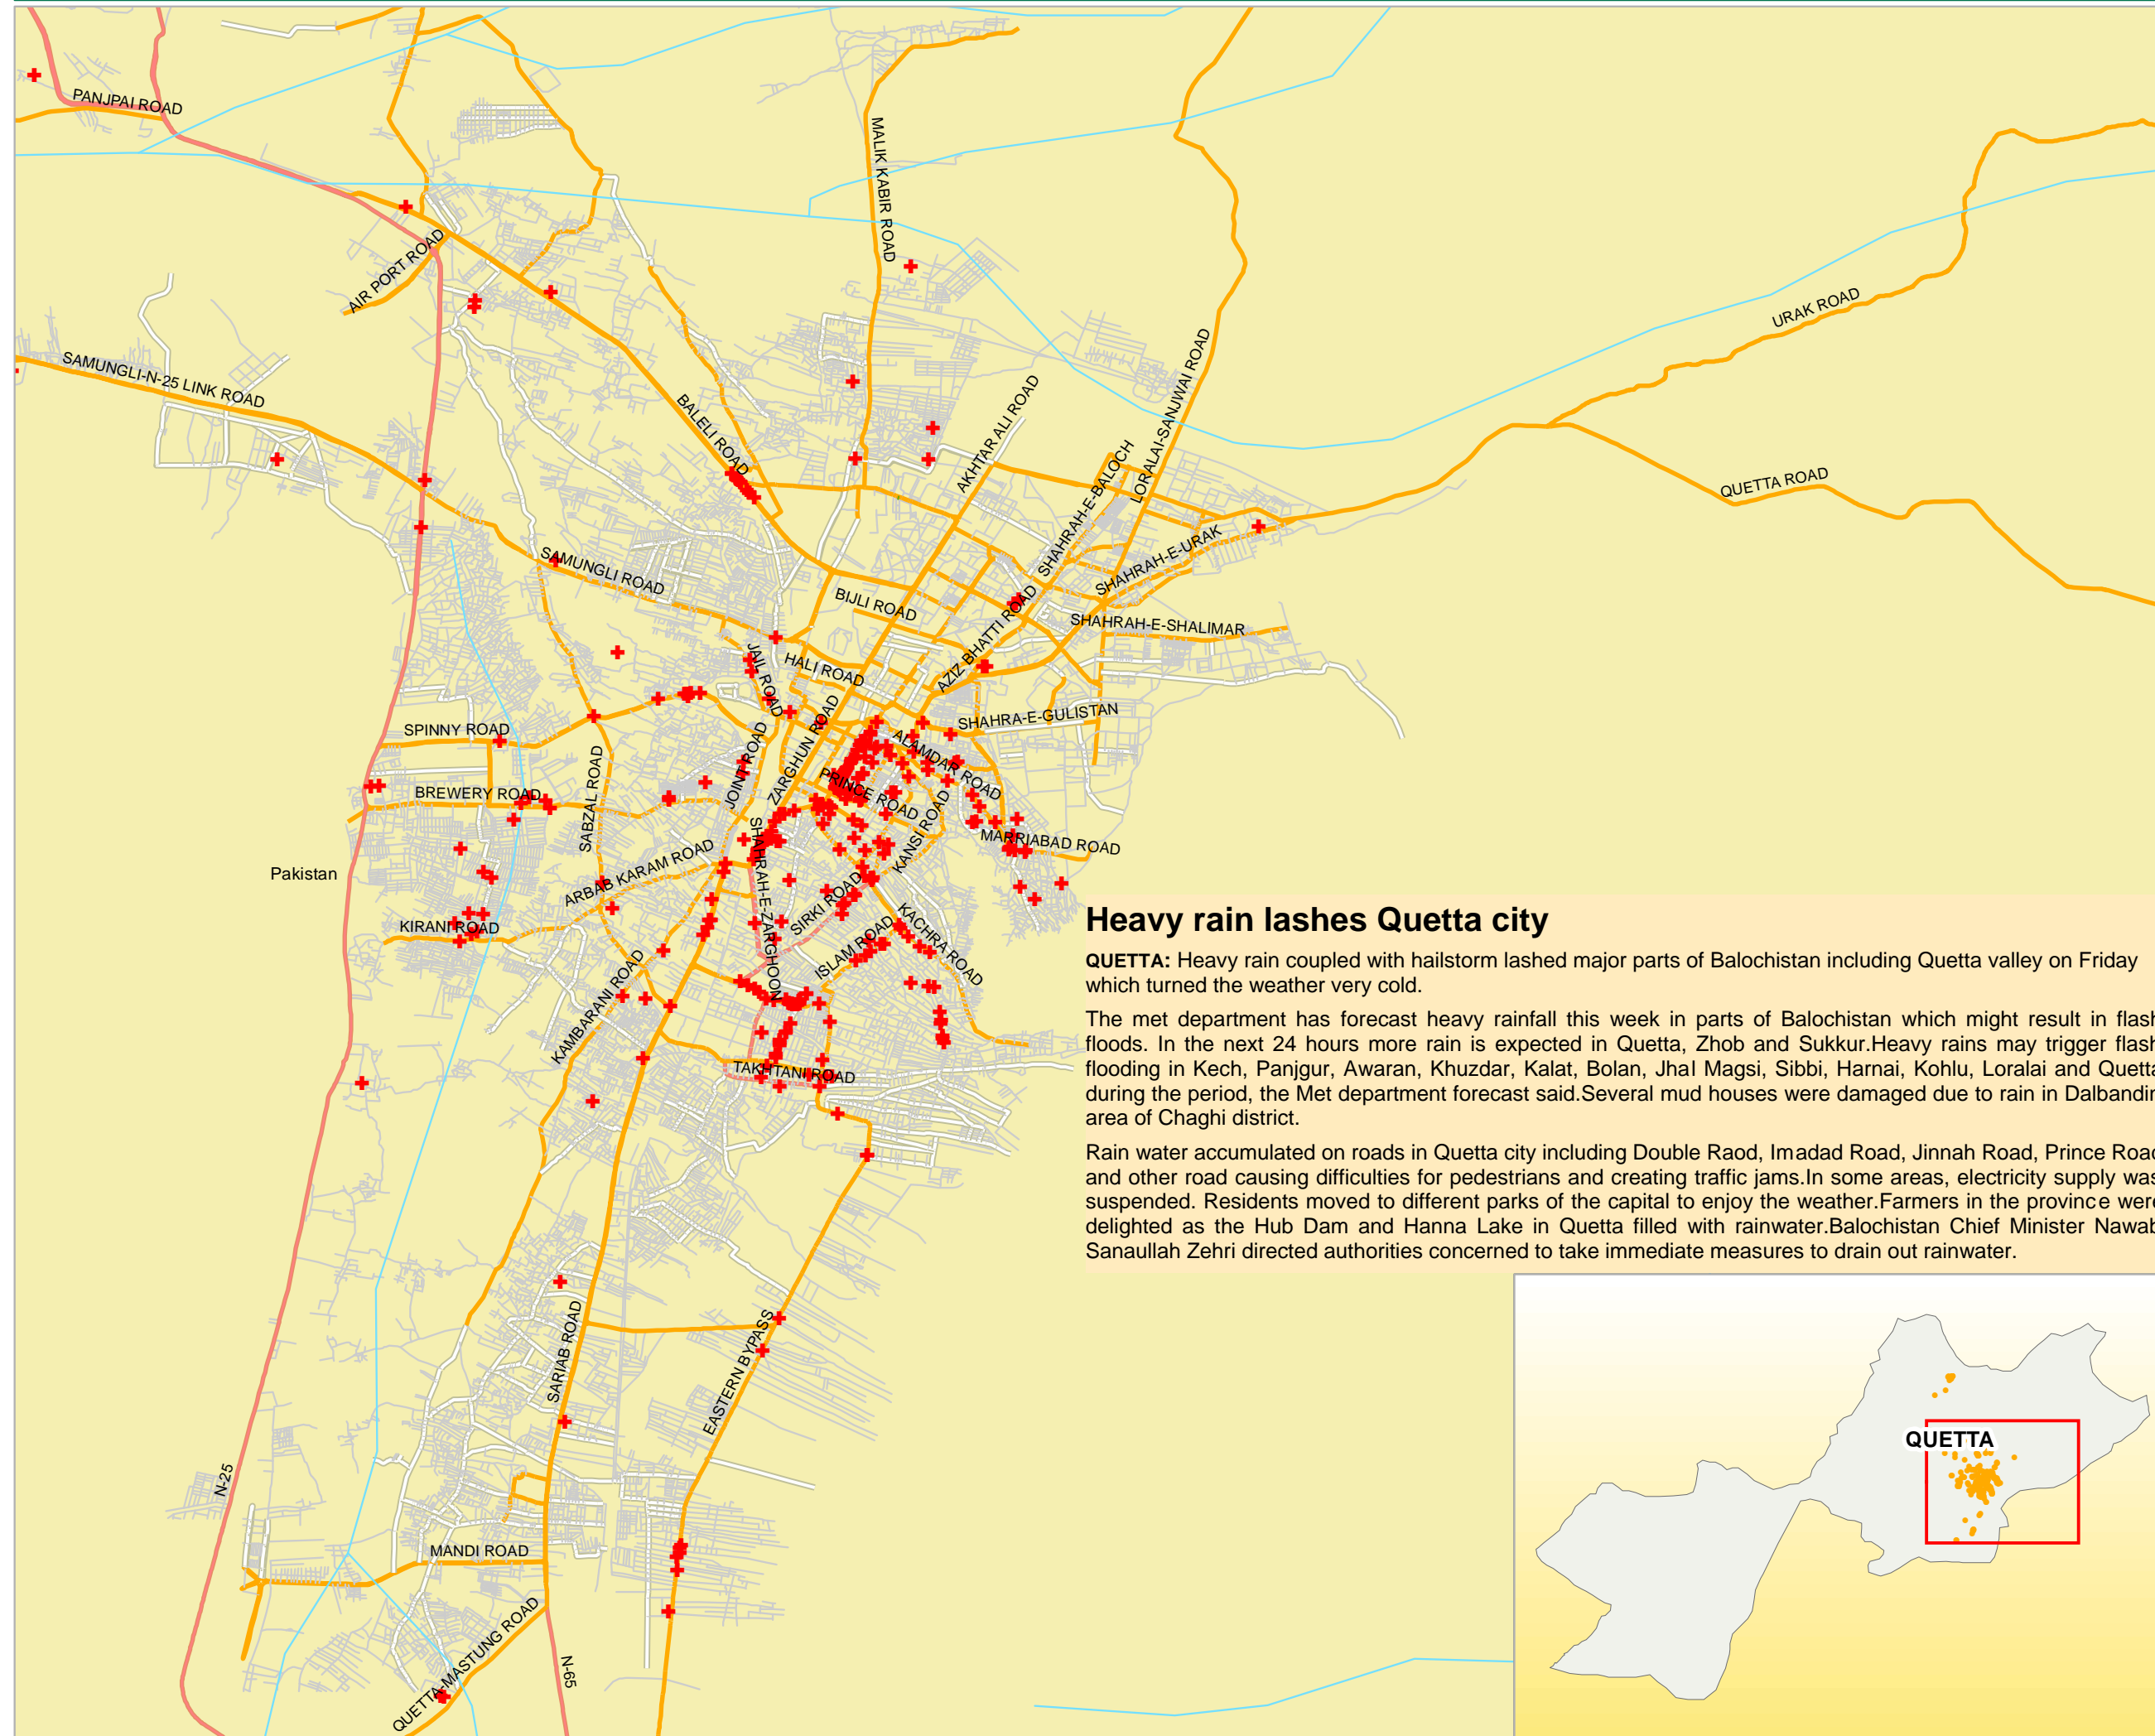 PANJPAI ROAD
MALIK KABIR ROAD
AIR PORT ROAD
URAK ROAD
SAMUNGLI-N-25 LINK ROAD
BALELI ROAD
AKHTAR ALI ROAD
LORALAI-SANJWAI ROAD
SHAHRAH-E-BALOCH
QUETTA ROAD
SAMUNGLI ROAD
SHAHRAH-E-URAK
BIJLI ROAD
AZIZ BHATTI ROAD
SHAHRAH-E-SHALIMAR
JAIL ROAD
HALI ROAD
SPINNY ROAD
ZARGHUN ROAD
SHAHRA-E-GULISTAN
JOINT ROAD
ALAMDAR ROAD
BREWERY ROAD
SABZAL ROAD
PRINCE ROAD
KANSI ROAD
MARRIABAD ROAD
Pakistan
ARBAB KARAM ROAD
SHAHRAH-E-ZARGHOON
SIRKI ROAD
KIRANI ROAD
ISLAM ROAD
KACHRA ROAD
KAMBARANI ROAD
TAKHTANI ROAD
Heavy rain lashes Quetta city
QUETTA: Heavy rain coupled with hailstorm lashed major parts of Balochistan including Quetta valley on Friday
which turned the weather very cold.
The met department has forecast heavy rainfall this week in parts of Balochistan which might result in flash
floods. In the next 24 hours more rain is expected in Quetta, Zhob and Sukkur.Heavy rains may trigger flash
flooding in Kech, Panjgur, Awaran, Khuzdar, Kalat, Bolan, Jhal Magsi, Sibbi, Harnai, Kohlu, Loralai and Quetta
during the period, the Met department forecast said.Several mud houses were damaged due to rain in Dalbandin
area of Chaghi district.
Rain water accumulated on roads in Quetta city including Double Raod, Imadad Road, Jinnah Road, Prince Road
and other road causing difficulties for pedestrians and creating traffic jams.In some areas, electricity supply was
suspended. Residents moved to different parks of the capital to enjoy the weather.Farmers in the province were
delighted as the Hub Dam and Hanna Lake in Quetta filled with rainwater.Balochistan Chief Minister Nawab
Sanaullah Zehri directed authorities concerned to take immediate measures to drain out rainwater.
SARIAB ROAD
EASTERN BYPASS
QUETTA
N-25
MANDI ROAD
QUETTA-MASTUNG ROAD
N-65